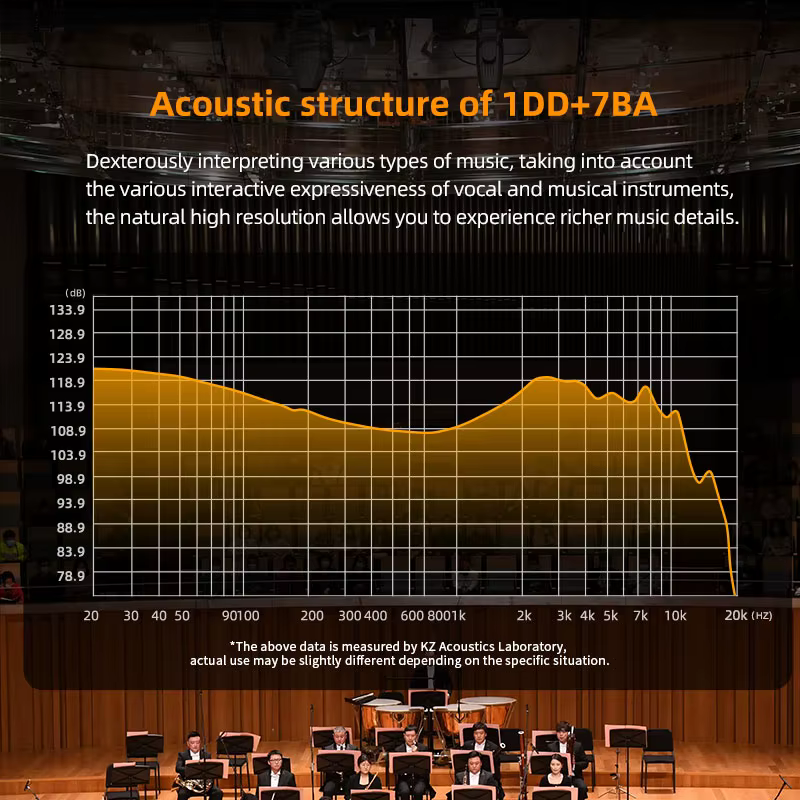 Acoustic structure of 1DD+7BA
Dexterously interpreting various types of music, taking into account
the various interactive expressiveness of vocal and musical instruments,
the natural high resolution allows you to experience richer music details.
(dB)
133.9
128.9
123.9
118.9
113.9
108.9
103.9
98.9
93.9
88.9
83.9
78.9
20 30 40 50 90100 200 300 400 600 8001k 2k 3k 4k 5k 7k 10k 20k (HZ)
*The above data is measured by KZ Acoustics Laboratory,
actual use may be slightly different depending on the specific situation.